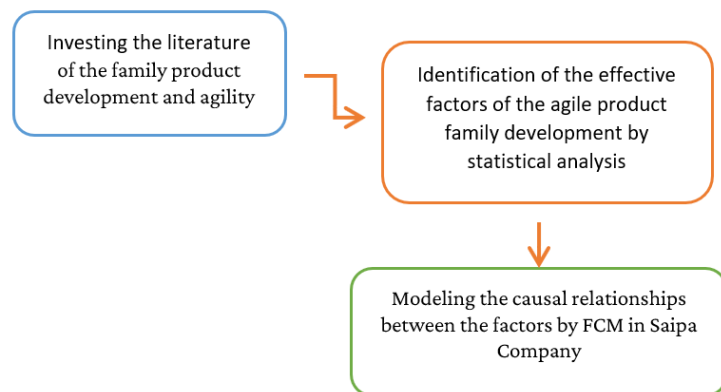 Investing the literature
of the family product
development and agility
Identification of the effective
factors of the agile product
family development by
statistical analysis
Modeling the causal relationships
between the factors by FCM in Saipa
Company